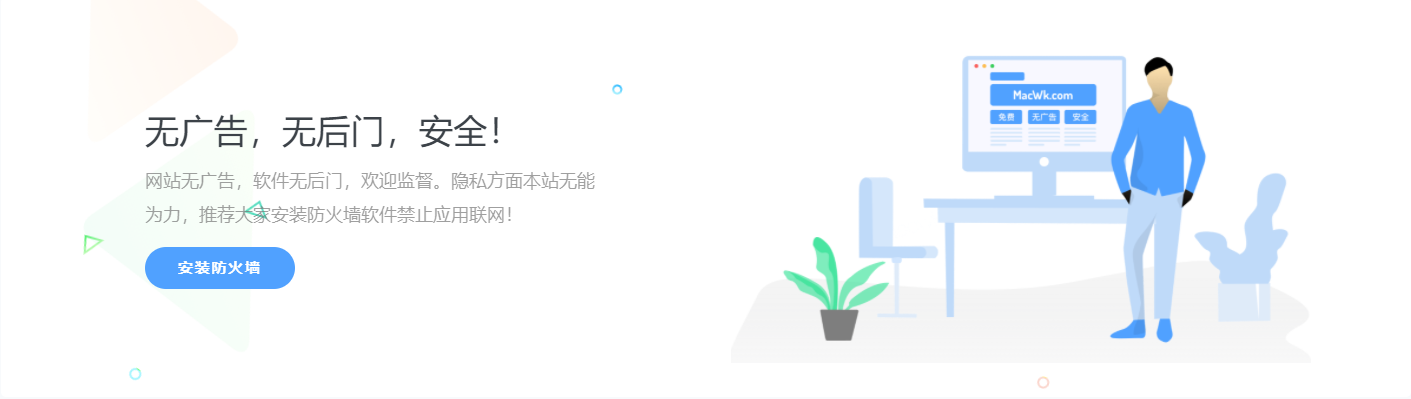 无广告，无后门，安全！
网站无广告，软件无后门，欢迎监督。隐私方面本站无能
为力，推荐大家安装防火墙软件禁止应用联网！
安装防火墙
MacWk.com
免费 无广告 安全